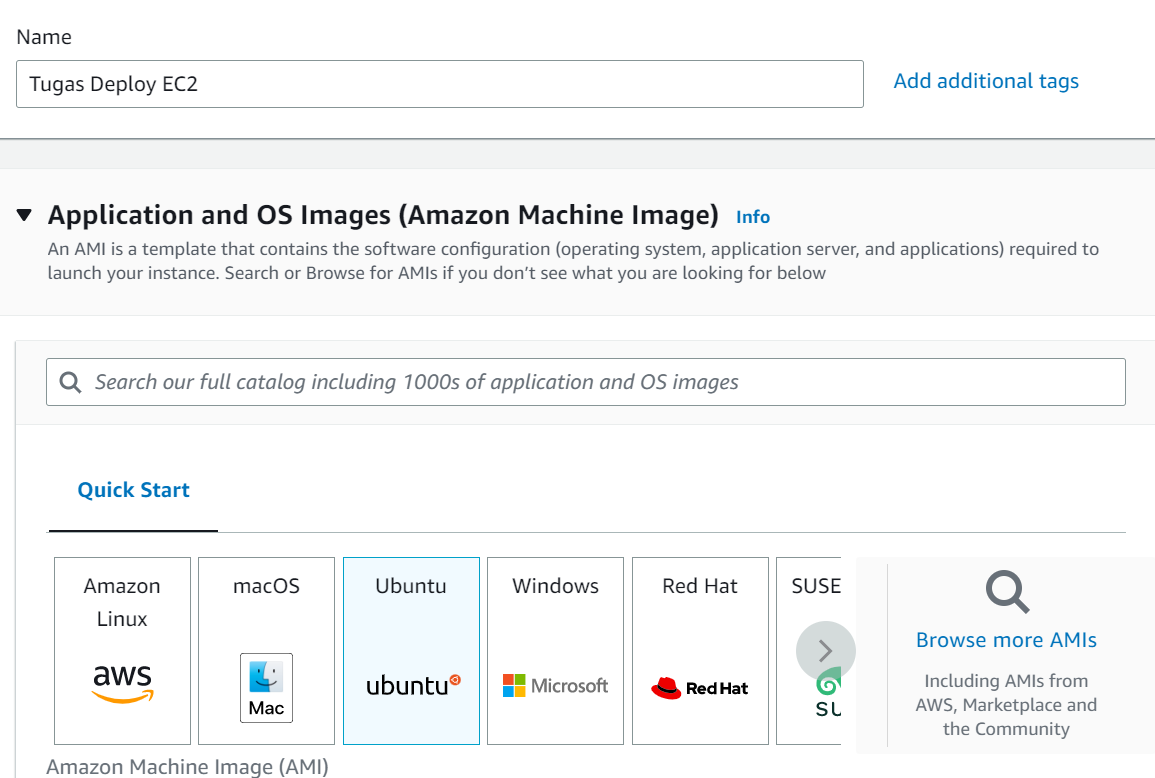 Name
Tugas Deploy EC2
Add additional tags
Application and OS Images (Amazon Machine Image) Info
An AMI is a template that contains the software configuration (operating system, application server, and applications) required to
launch your instance. Search or Browse for AMIs if you don’t see what you are looking for below
Search our full catalog including 1000s of application and OS images
Quick Start
Amazon
Linux
aws
macOS
Mac
Ubuntu
ubuntu
Windows
Microsoft
Red Hat
Red Hat
SUSE
SU
Browse more AMIs
Including AMIs from
AWS, Marketplace and
the Community
Amazon Machine Image (AMI)